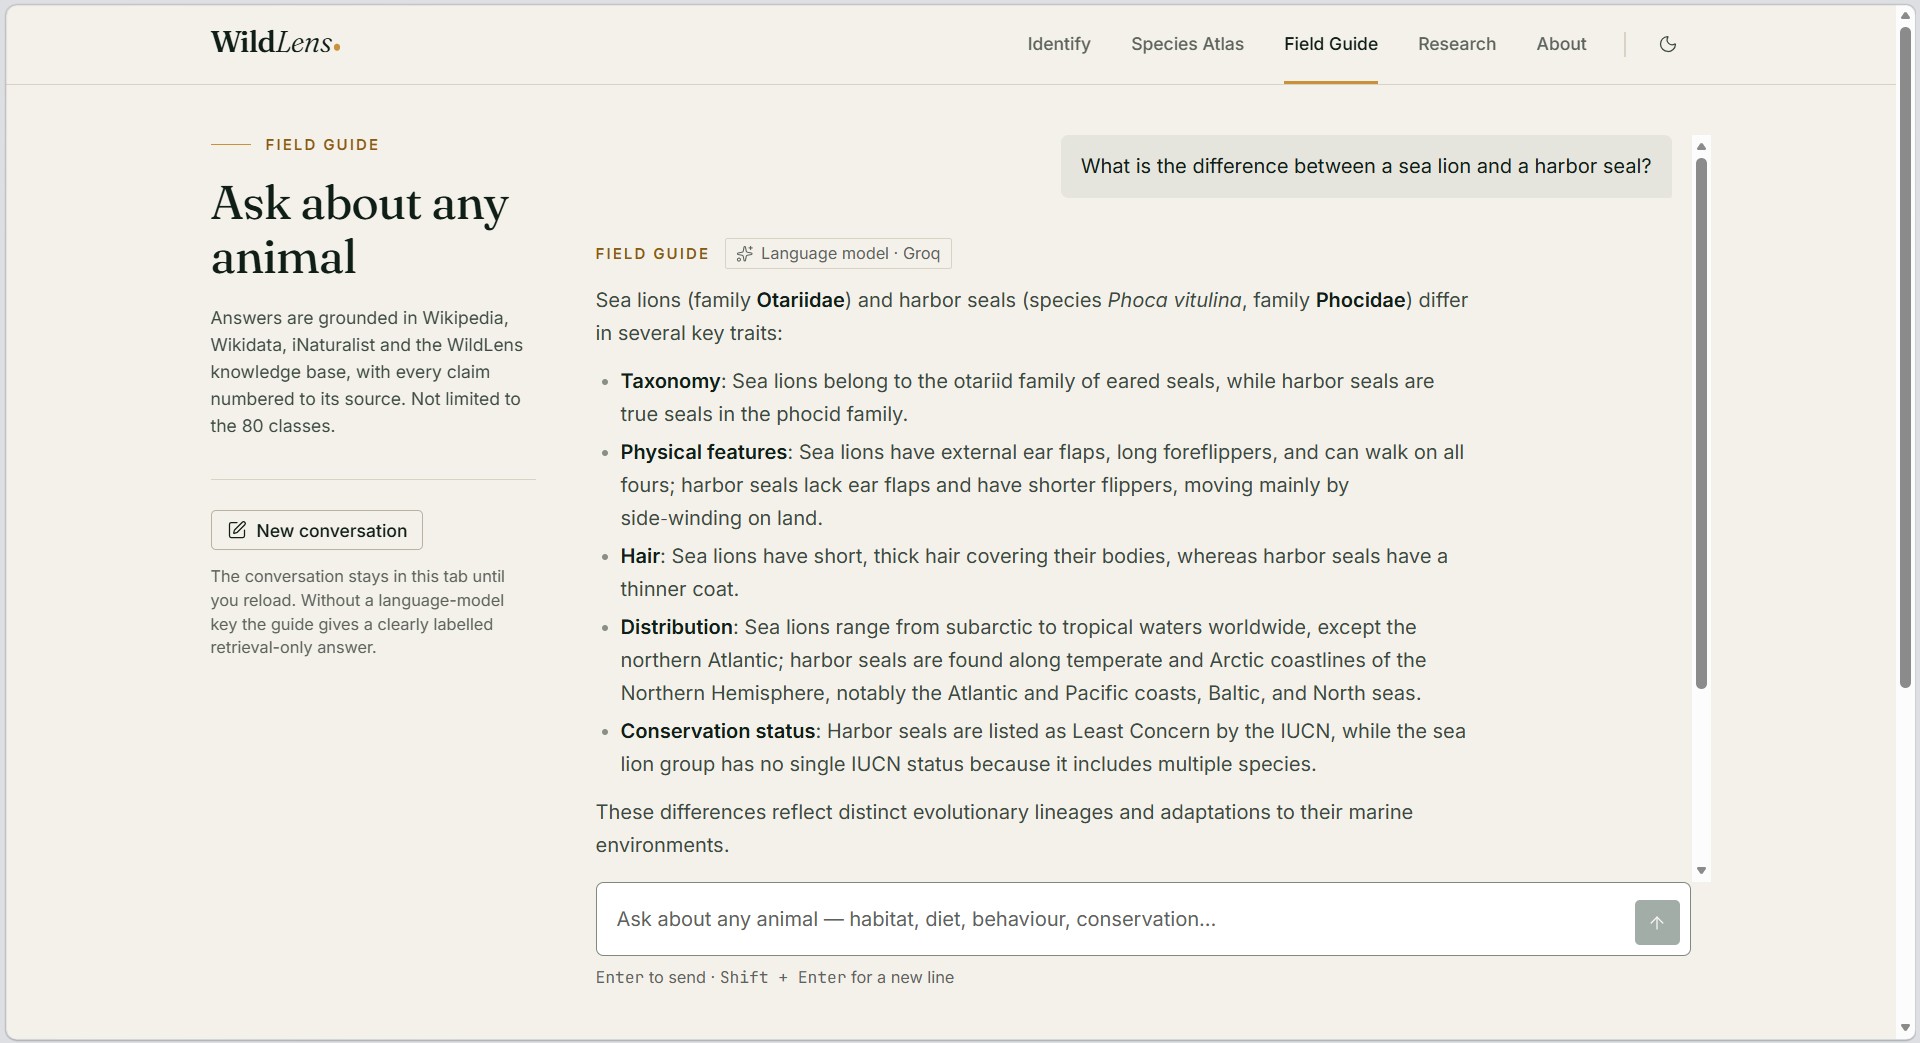 WildLens.
Identify
Species Atlas
Field Guide
Research
About
FIELD GUIDE
Ask about any
animal
Answers are grounded in Wikipedia,
Wikidata, iNaturalist and the WildLens
knowledge base, with every claim
numbered to its source. Not limited to
the 80 classes.
New conversation
The conversation stays in this tab until
you reload. Without a language-model
key the guide gives a clearly labelled
retrieval-only answer.
What is the difference between a sea lion and a harbor seal?
FIELD GUIDE
Language model · Groq
Sea lions (family Otariidae) and harbor seals (species Phoca vitulina, family Phocidae) differ
in several key traits:
• Taxonomy: Sea lions belong to the otariid family of eared seals, while harbor seals are
true seals in the phocid family.
• Physical features: Sea lions have external ear flaps, long foreflippers, and can walk on all
fours; harbor seals lack ear flaps and have shorter flippers, moving mainly by
side-winding on land.
• Hair: Sea lions have short, thick hair covering their bodies, whereas harbor seals have a
thinner coat.
• Distribution: Sea lions range from subarctic to tropical waters worldwide, except the
northern Atlantic; harbor seals are found along temperate and Arctic coastlines of the
Northern Hemisphere, notably the Atlantic and Pacific coasts, Baltic, and North seas.
• Conservation status: Harbor seals are listed as Least Concern by the IUCN, while the sea
lion group has no single IUCN status because it includes multiple species.
These differences reflect distinct evolutionary lineages and adaptations to their marine
environments.
Ask about any animal — habitat, diet, behaviour, conservation…
Enter to send · Shift + Enter for a new line